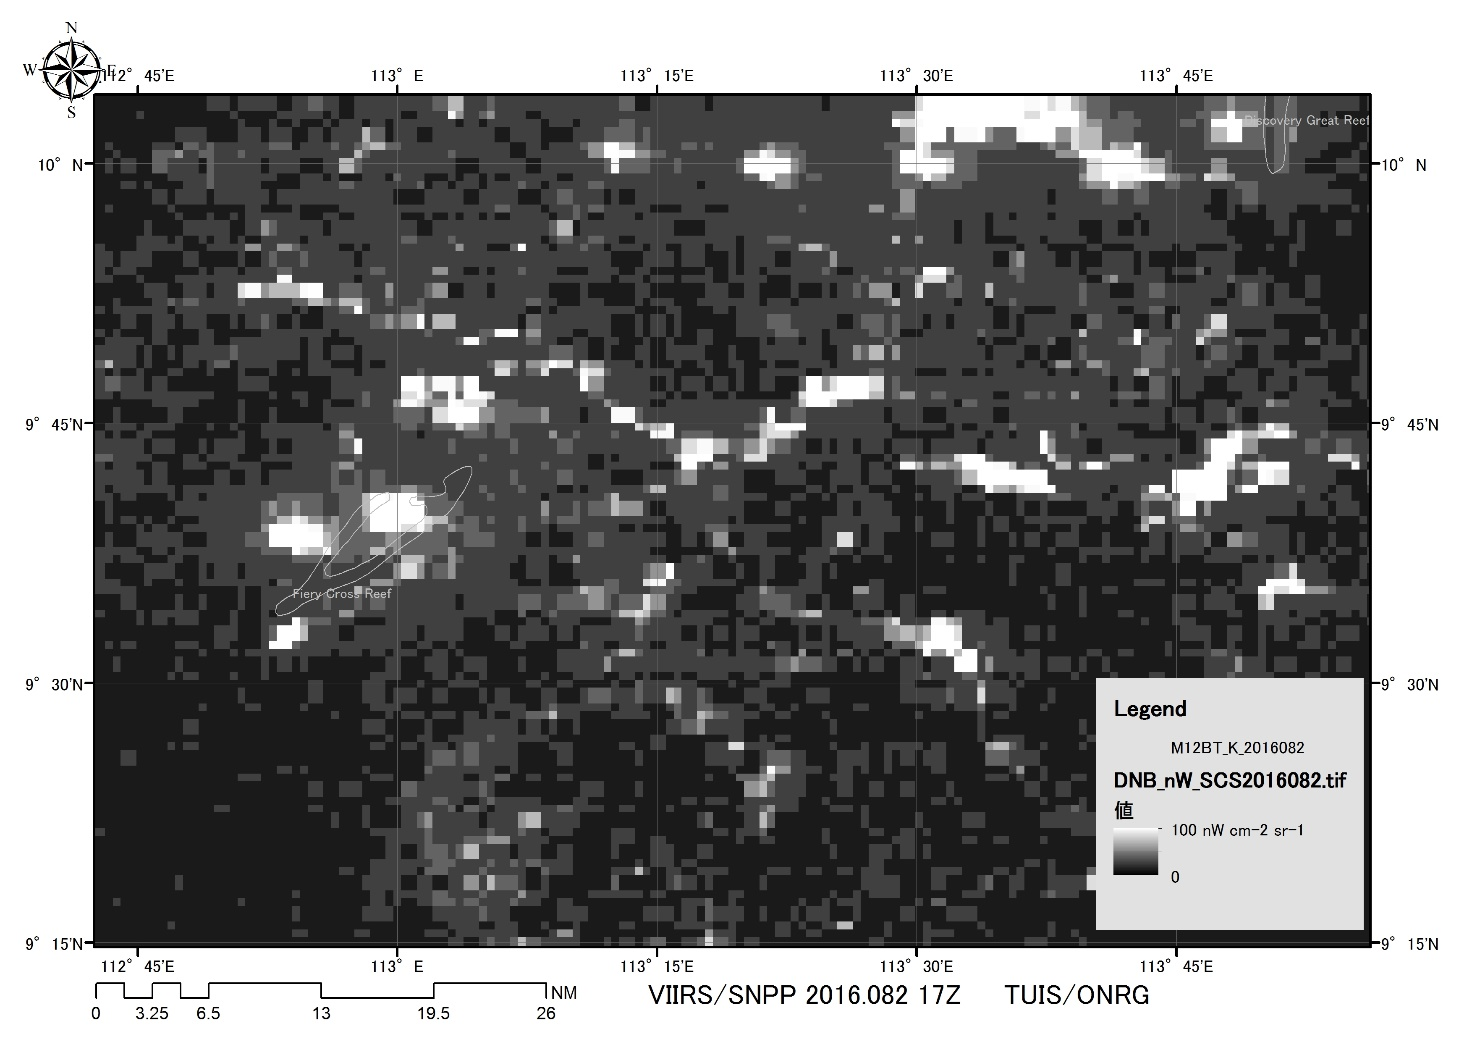 N
W E
S
112° 45'E 113° E 113° 15'E 113° 30'E 113° 45'E
Discovery Great Reef
10° N 10° N
9° 45'N 9° 45'N
Fiery Cross Reef
9° 30'N 9° 30'N
Legend
M12BT_K_2016082
DNB_nW_SCS2016082.tif
値
100 nW cm-2 sr-1
0
9° 15'N 9° 15'N
112° 45'E 113° E 113° 15'E 113° 30'E 113° 45'E
NM
0 3.25 6.5 13 19.5 26
VIIRS/SNPP 2016.082 17Z TUIS/ONRG